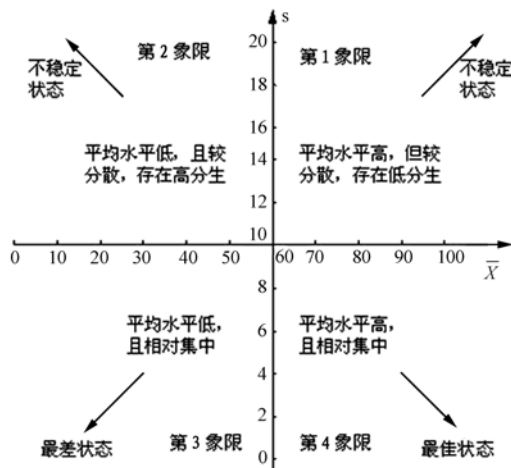 s
20
第2象限
第1象限
不稳定
状态
不稳定
状态
18
16
平均水平低，且较
分散，存在高分生
平均水平高，但较
分散，存在低分生
14
12
10
0 10 20 30 40 50 60 70 80 90 100
X̅
8
平均水平低，
且相对集中
平均水平高，
且相对集中
6
4
2
最差状态
第3象限
第4象限
最佳状态
0